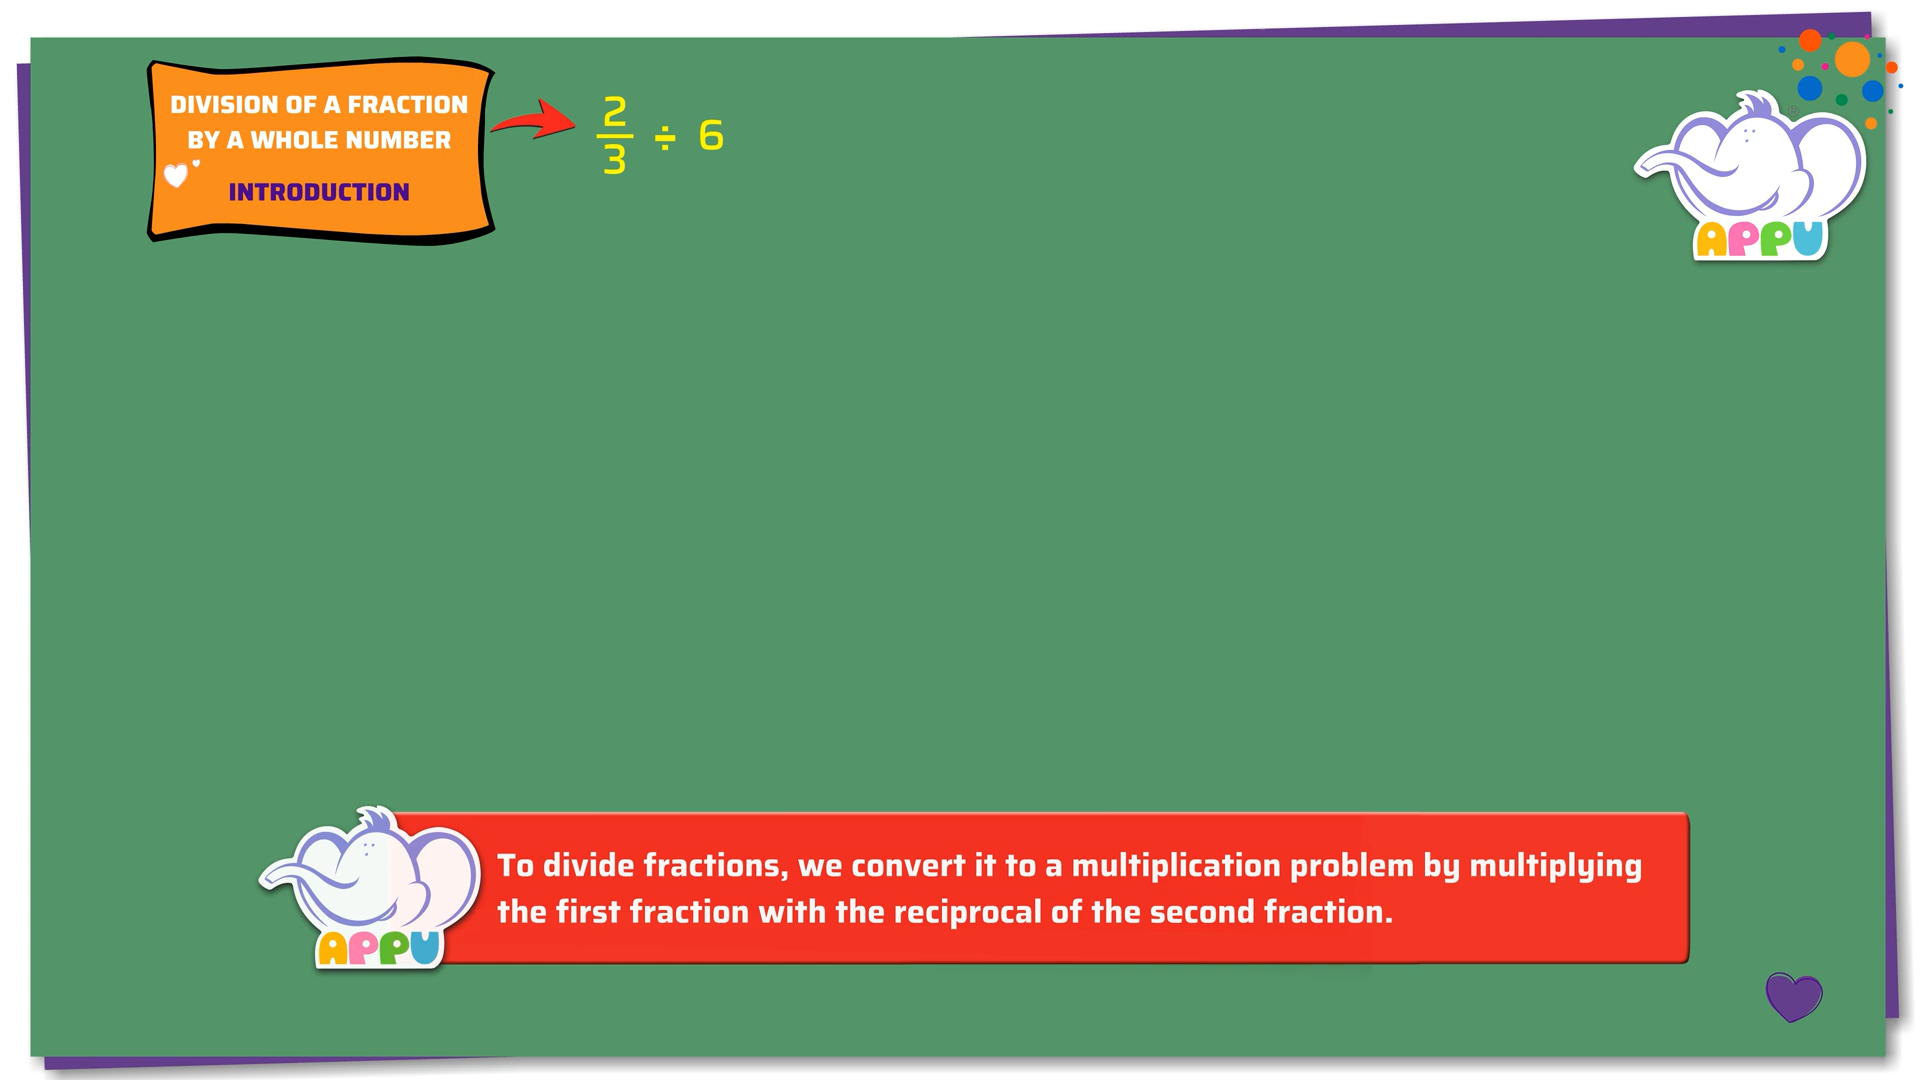 DIVISION OF A FRACTION
BY A WHOLE NUMBER
INTRODUCTION
2/3 ÷ 6
APPU
APPU
To divide fractions, we convert it to a multiplication problem by multiplying
the first fraction with the reciprocal of the second fraction.